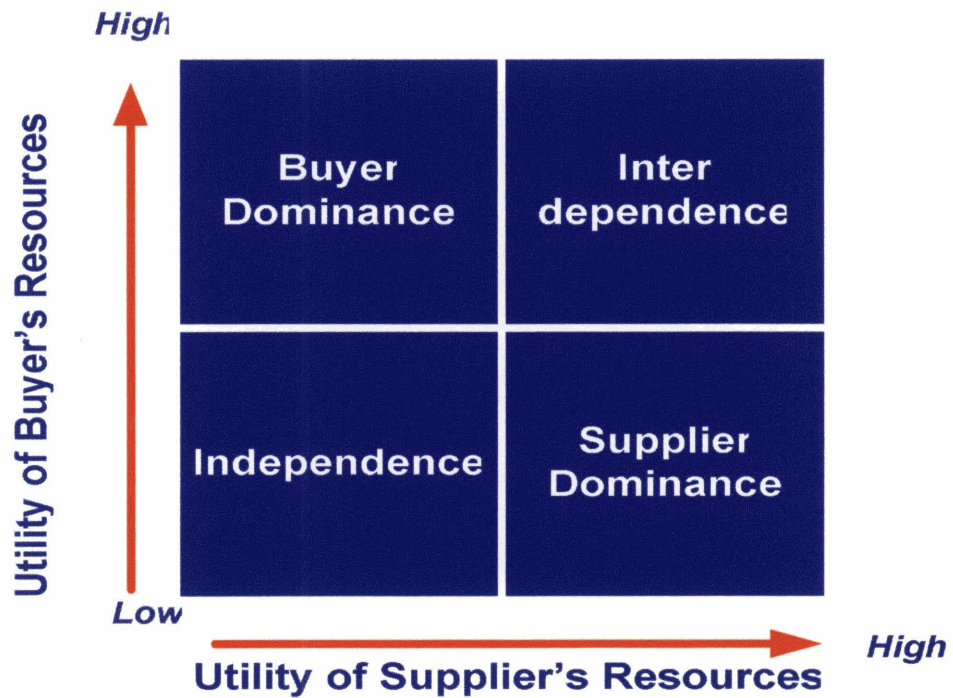 High
Utility of Buyer's Resources
Buyer
Dominance
Inter
dependence
Independence
Supplier
Dominance
Low
High
Utility of Supplier's Resources